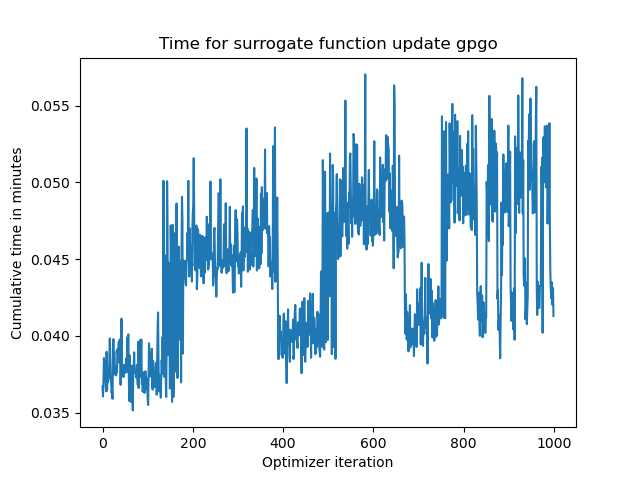 Time for surrogate function update gpgo
Cumulative time in minutes
0.055
0.050
0.045
0.040
0.035
0 200 400 600 800 1000
Optimizer iteration